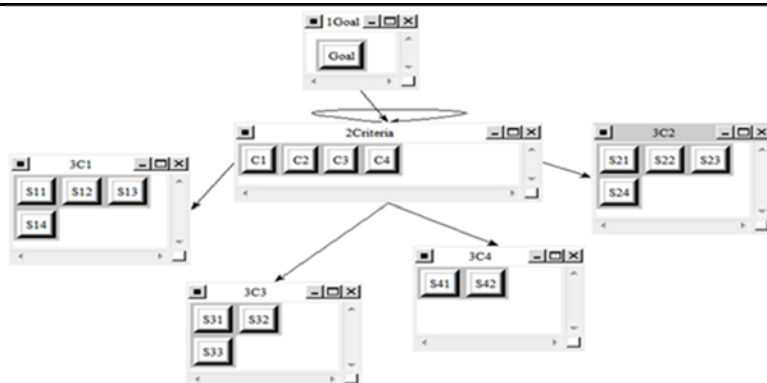 1Goal
Goal
2Criteria
C1 C2 C3 C4
3C1
S11 S12 S13
S14
3C2
S21 S22 S23
S24
3C3
S31 S32
S33
3C4
S41 S42